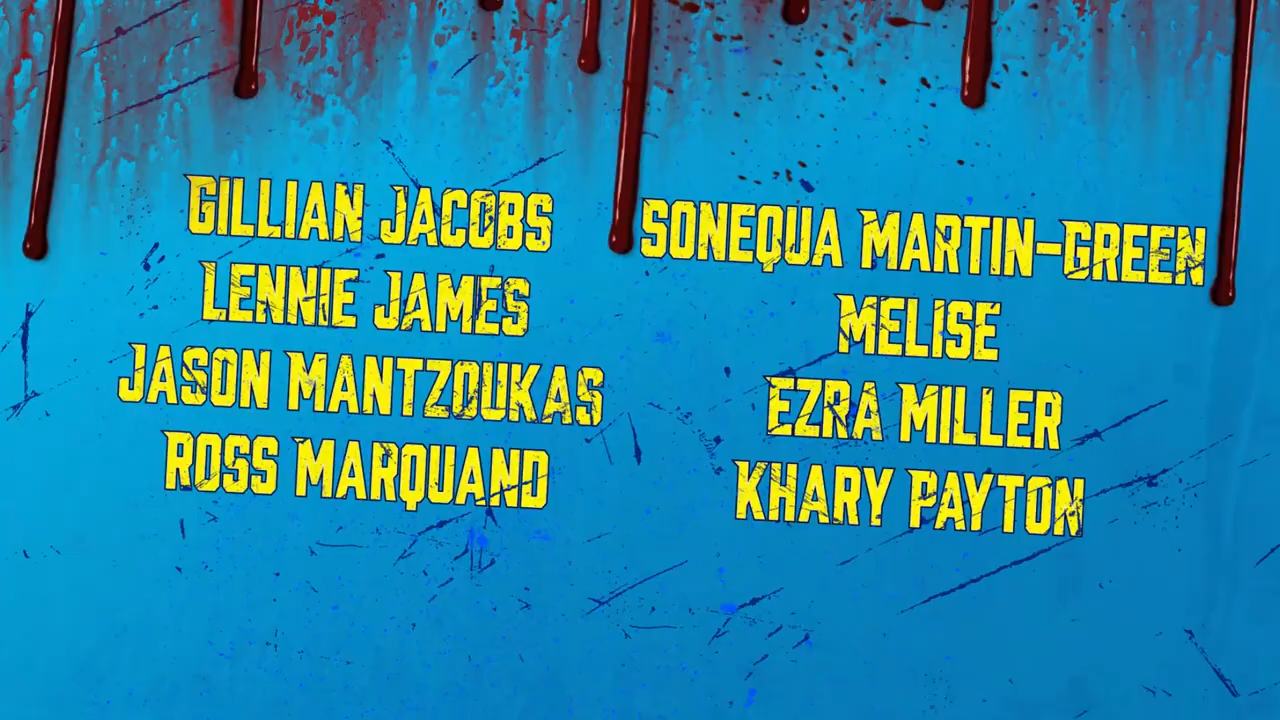 GILLIAN JACOBS
LENNIE JAMES
JASON MANTZOUKAS
ROSS MARQUAND
SONEQUA MARTIN-GREEN
MELISE
EZRA MILLER
KHARY PAYTON